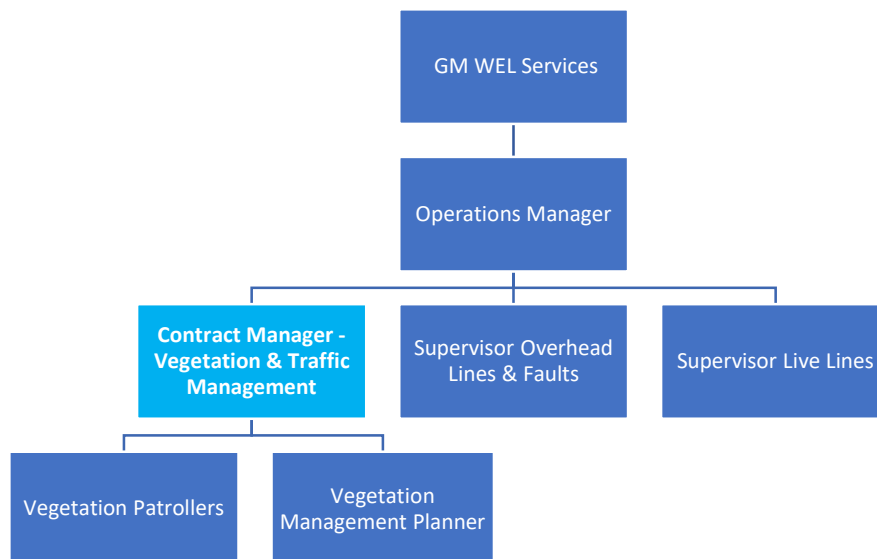 GM WEL Services
Operations Manager
Contract Manager -
Vegetation & Traffic
Management
Supervisor Overhead
Lines & Faults
Supervisor Live Lines
Vegetation Patrollers
Vegetation
Management Planner